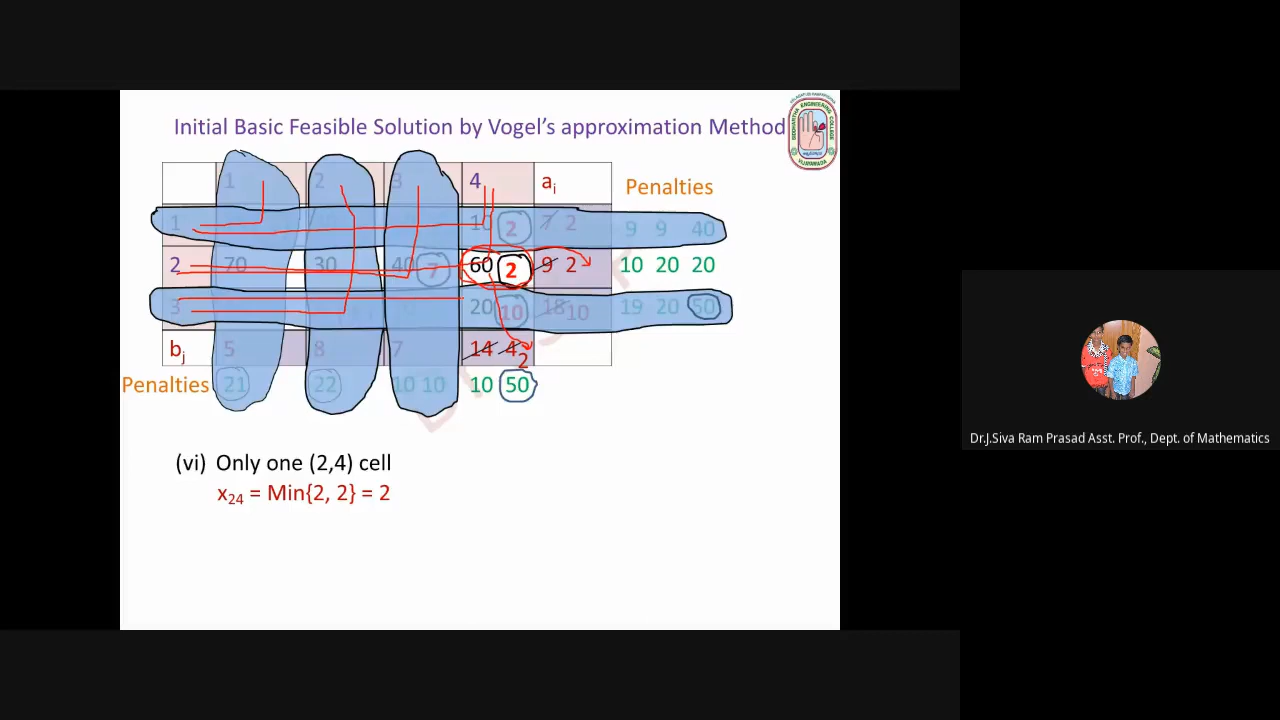 Initial Basic Feasible Solution by Vogel's approximation Method
1 2 3 4 ai Penalties
1 10 2 7 2 9 9 40
2 70 30 40 7 60 2 9 2 10 20 20
3 20 10 18 10 19 20 50
bj 5 8 7 14 4 2
Penalties 21 22 10 10 10 50
(vi) Only one (2,4) cell
x24 = Min{2, 2} = 2
Dr.J.Siva Ram Prasad Asst. Prof., Dept. of Mathematics